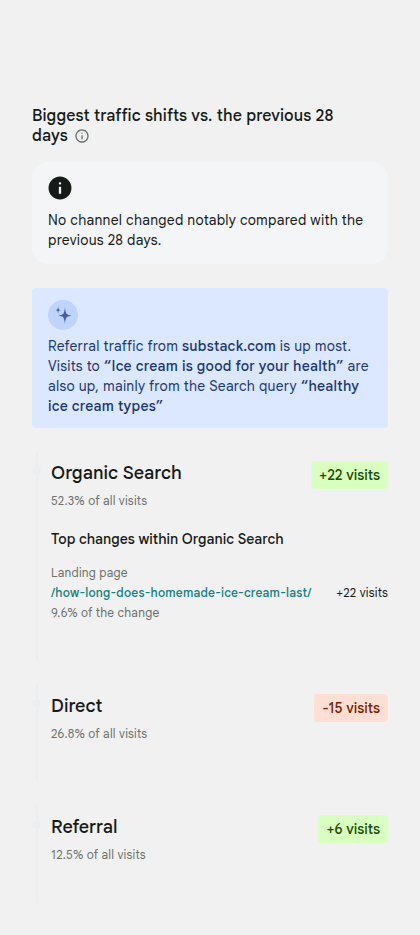 Biggest traffic shifts vs. the previous 28
days
No channel changed notably compared with the
previous 28 days.
Referral traffic from substack.com is up most.
Visits to “Ice cream is good for your health” are
also up, mainly from the Search query “healthy
ice cream types”
Organic Search
+22 visits
52.3% of all visits
Top changes within Organic Search
Landing page
/how-long-does-homemade-ice-cream-last/ +22 visits
9.6% of the change
Direct
-15 visits
26.8% of all visits
Referral
+6 visits
12.5% of all visits